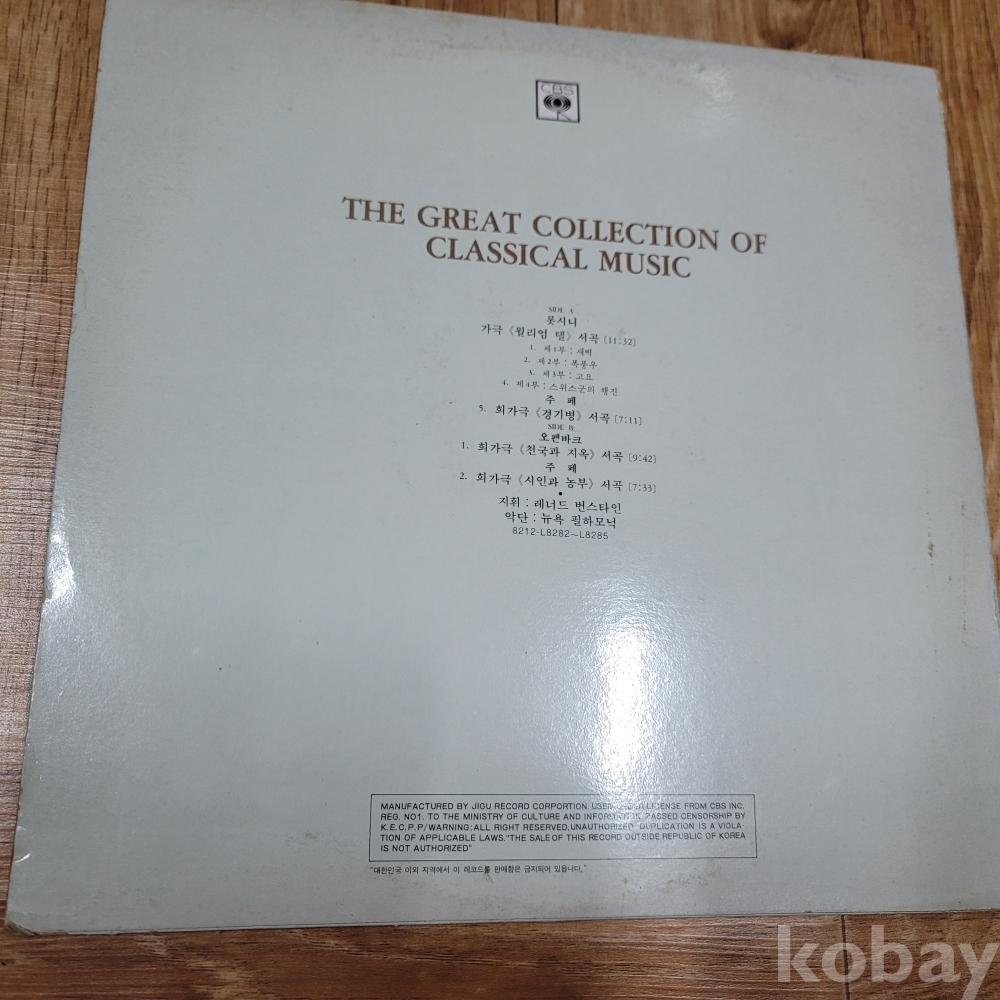 CBS
THE GREAT COLLECTION OF
CLASSICAL MUSIC
SIDE A
롯시니
가극《윌리엄 텔》서곡 [11:32]
1. 제1부 : 새벽
2. 제2부 : 폭풍우
3. 제3부 : 고요
4. 제4부 : 스위스군의 행진
주 페
5. 희가극《경기병》서곡 [7:11]
SIDE B
오펜바크
1. 희가극《천국과 지옥》서곡 [9:42]
주 페
2. 희가극《시인과 농부》서곡 [7:33]
•
지휘 : 레너드 번스타인
악단 : 뉴욕 필하모닉
8212-L8282~L8285
MANUFACTURED BY JIGU RECORD CORPORTION. LICENSE FROM CBS INC.
REG. NO1. TO THE MINISTRY OF CULTURE AND INFORMATION. PASSED CENSORSHIP BY
K.E.C.P.P/WARNING:ALL RIGHT RESERVED,UNAUTHORIZED DUPLICATION IS A VIOLA-
TION OF APPLICABLE LAWS."THE SALE OF THIS RECORD OUTSIDE REPUBLIC OF KOREA
IS NOT AUTHORIZED"
"대한민국 이외 지역에서 이 레코드를 판매함은 금지되어 있읍니다."
kobay